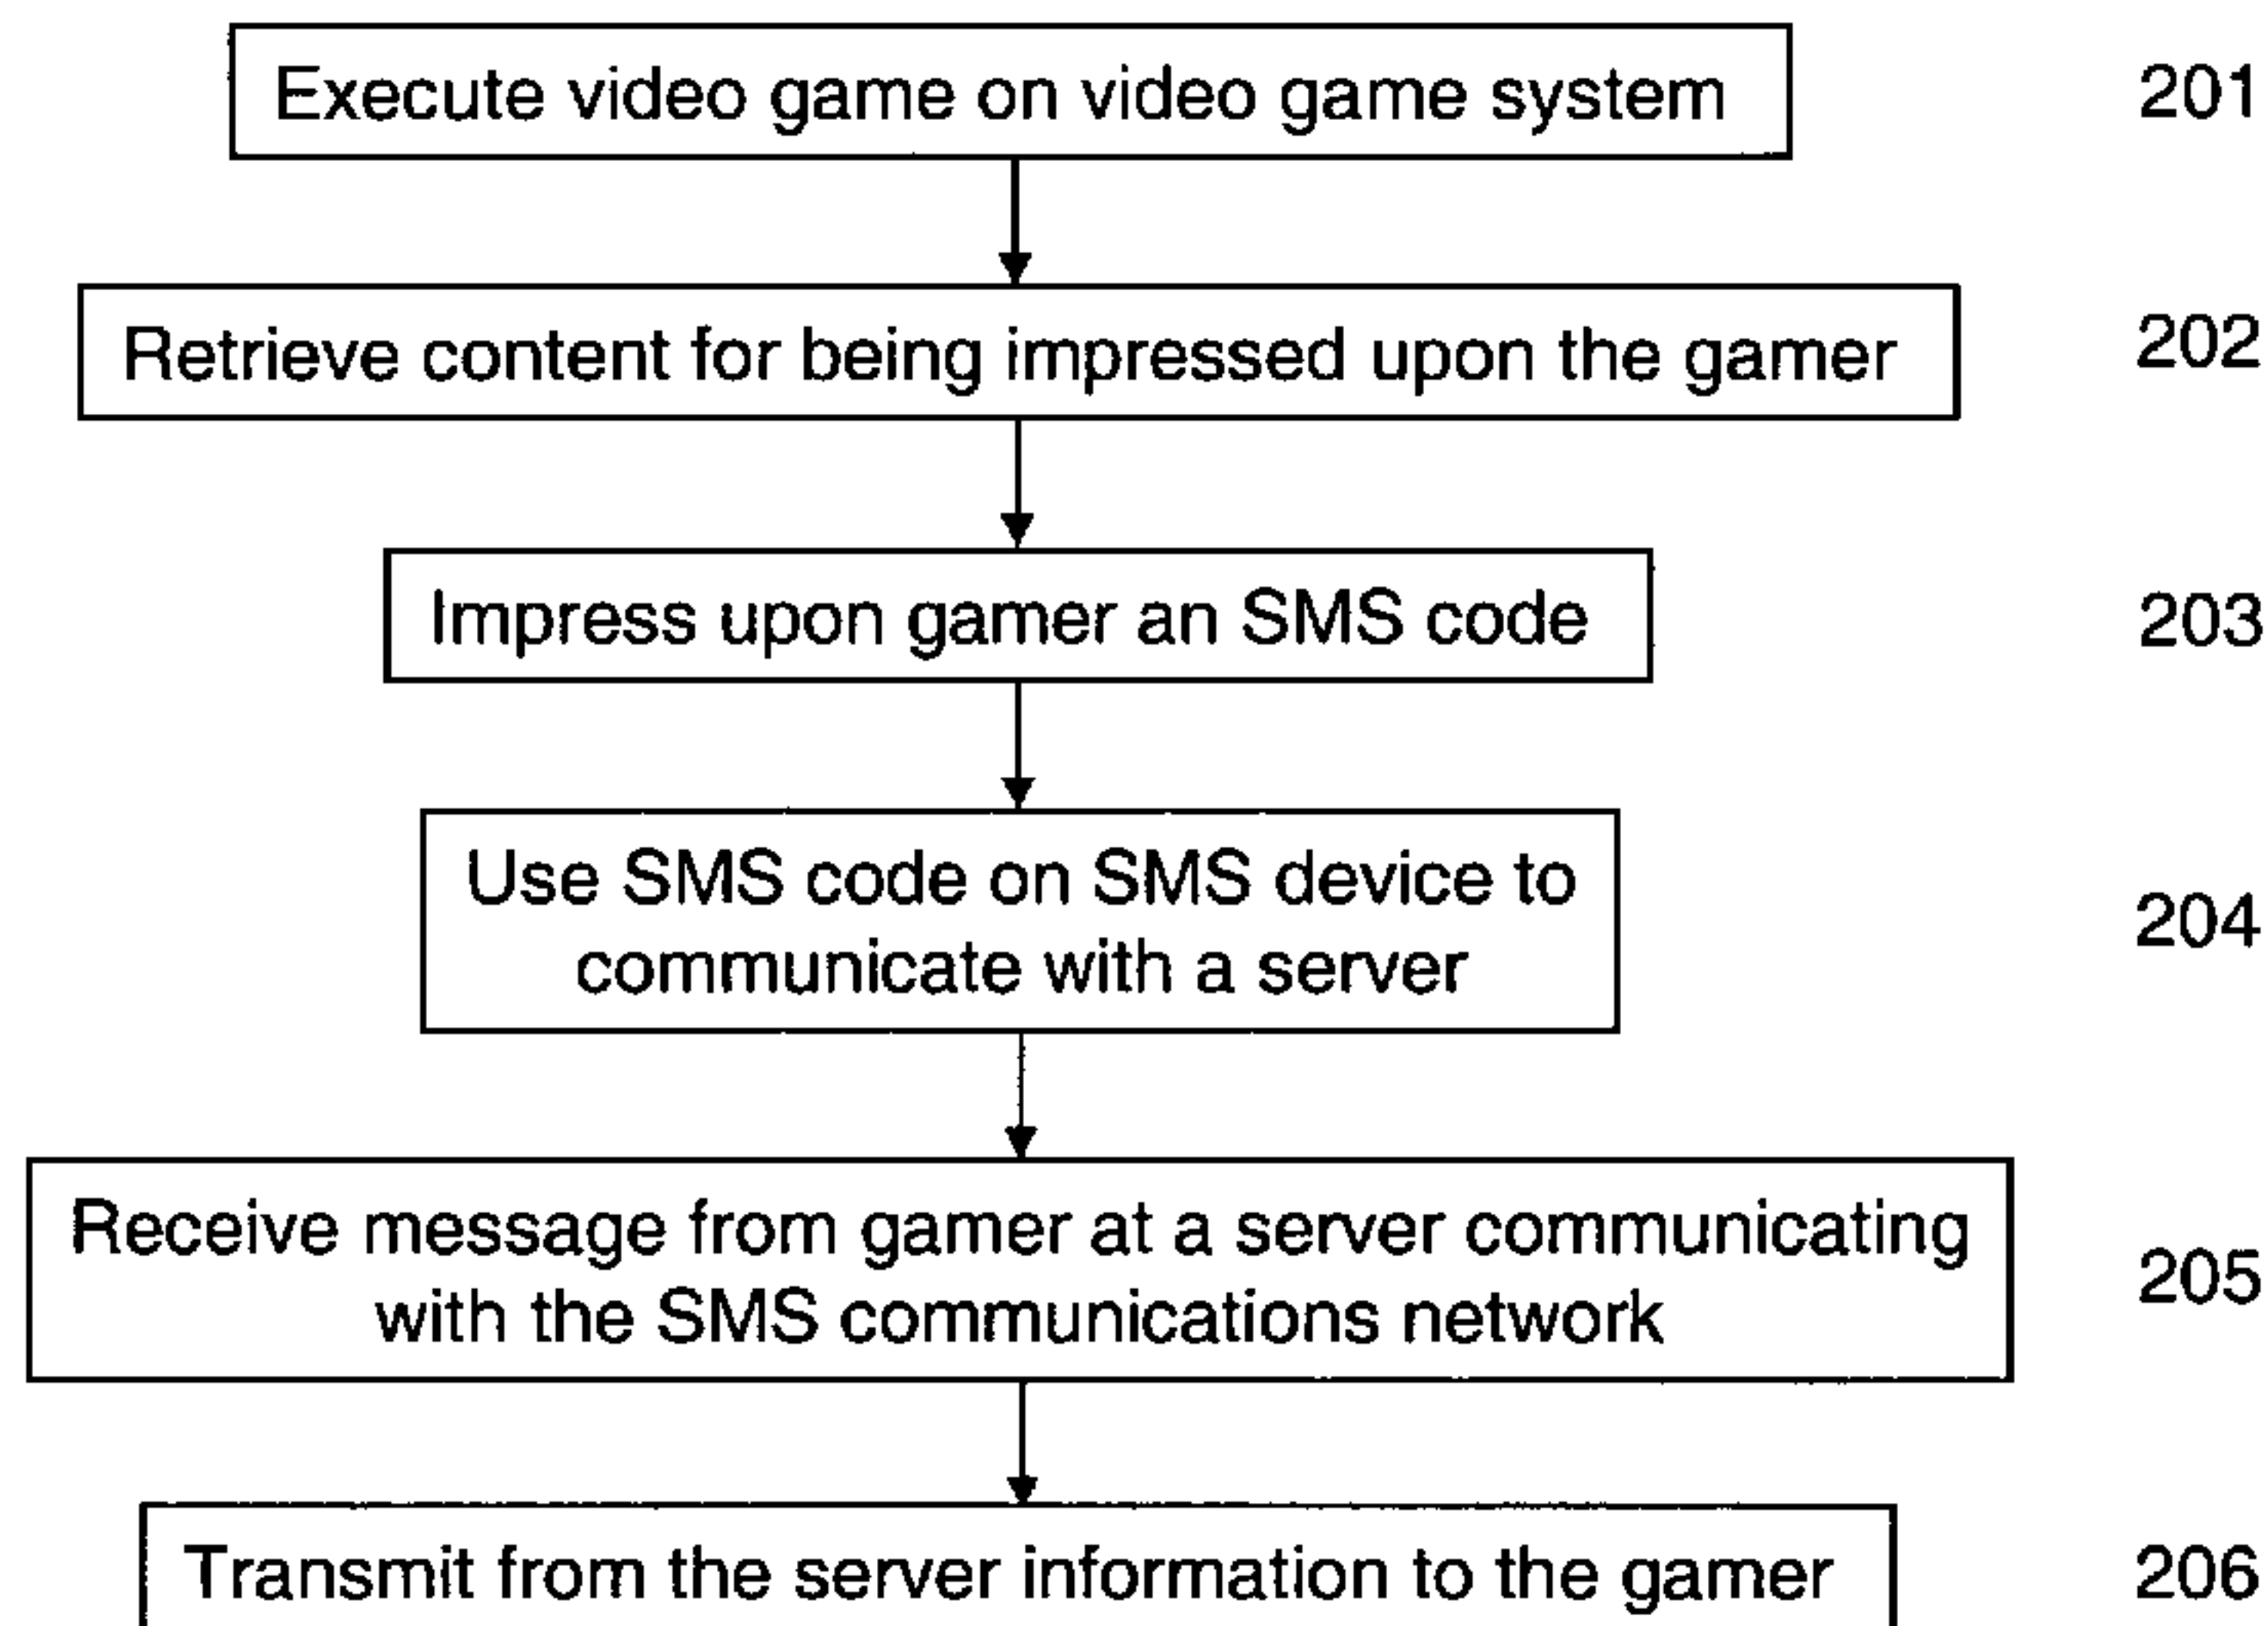 Execute video game on video game system 201
Retrieve content for being impressed upon the gamer 202
Impress upon gamer an SMS code 203
Use SMS code on SMS device to
communicate with a server 204
Receive message from gamer at a server communicating
with the SMS communications network 205
Transmit from the server information to the gamer 206